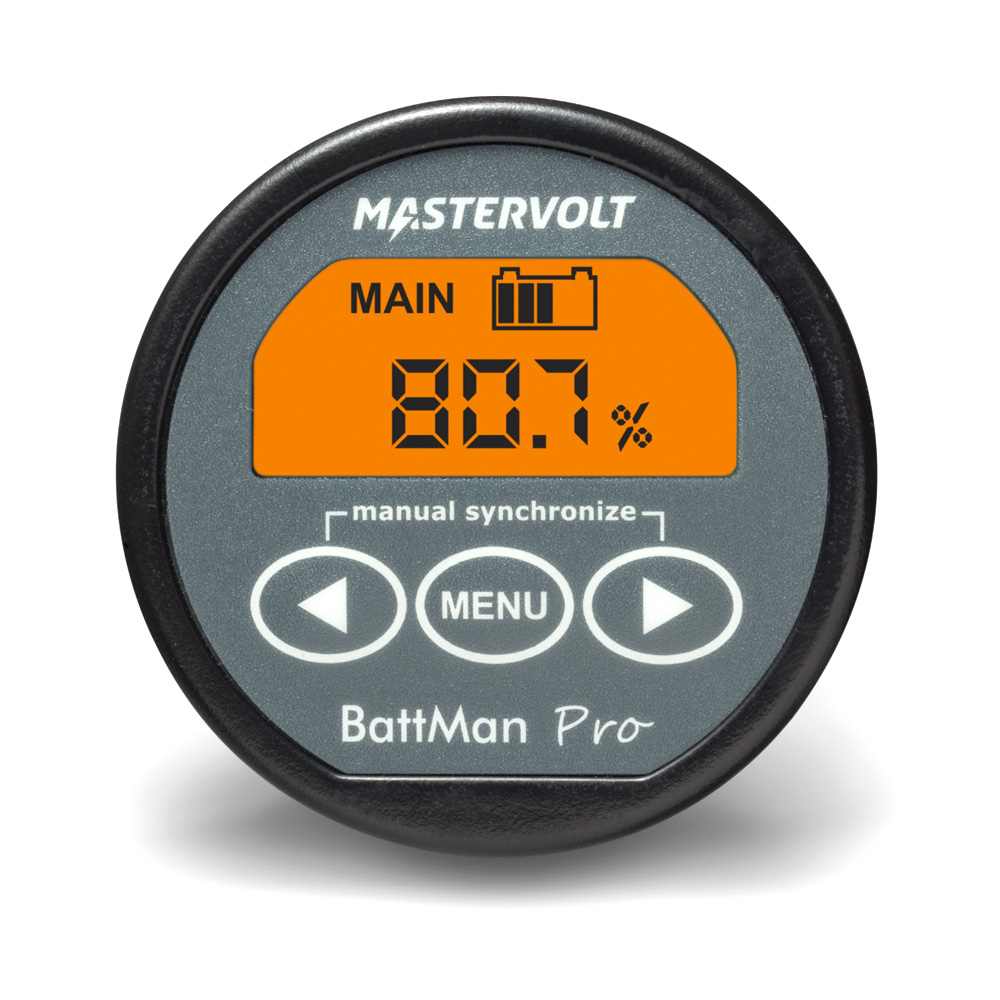 MASTERVOLT
MAIN
80.7 %
manual synchronize
MENU
BattMan Pro